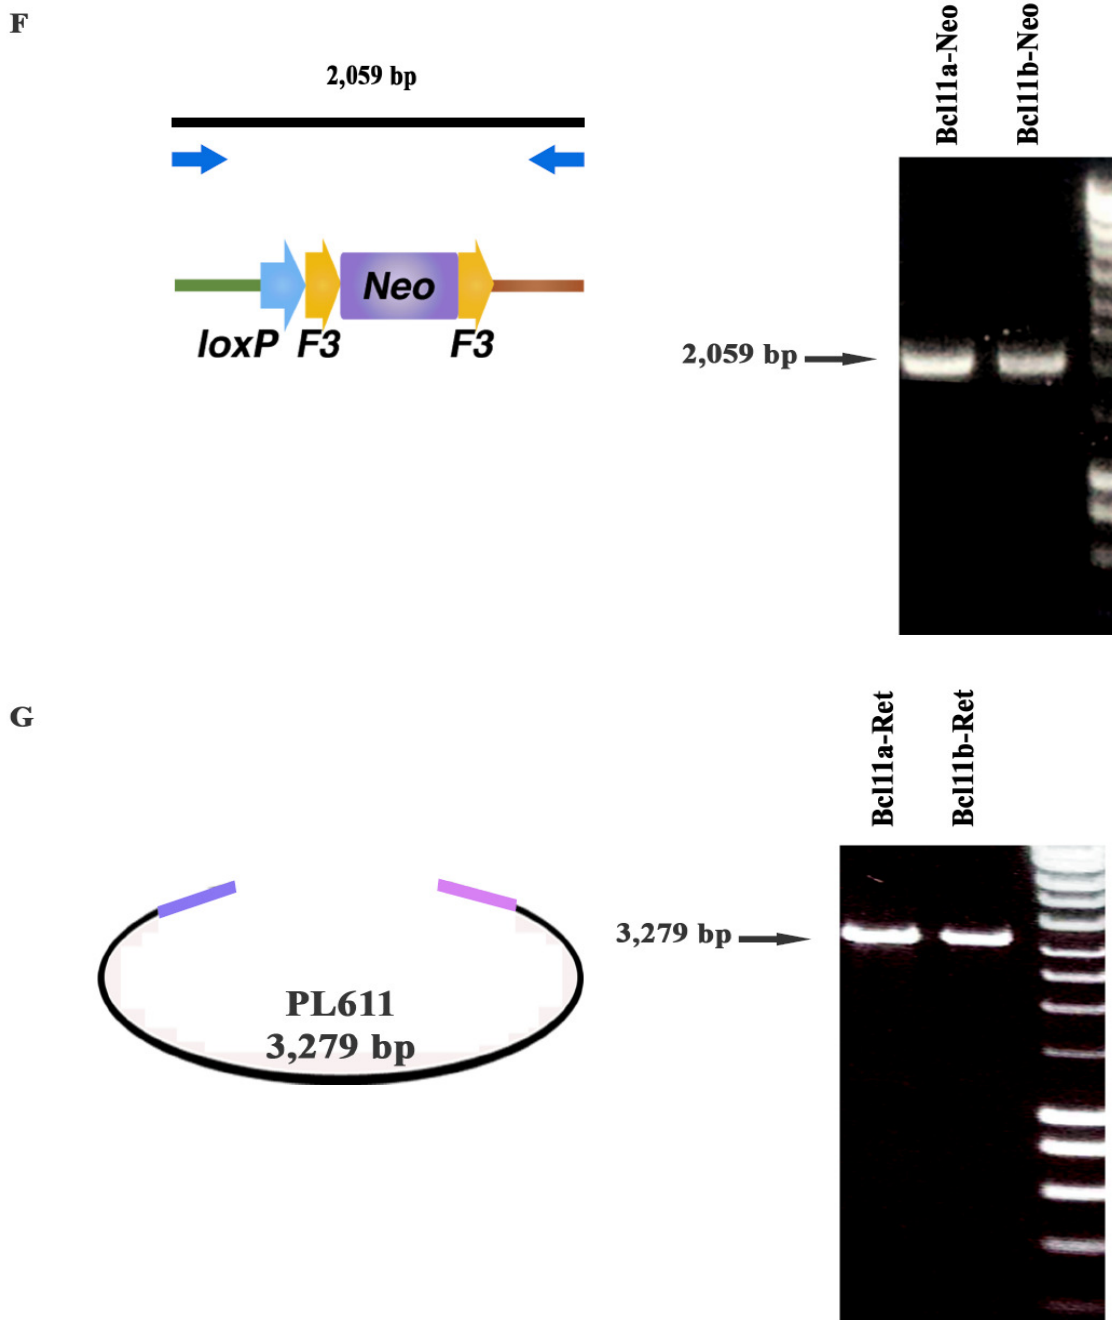 F
2,059 bp
Bcl11a-Neo
Bcl11b-Neo
Neo
loxP F3 F3
2,059 bp
G
Bcl11a-Ret
Bcl11b-Ret
3,279 bp
PL611
3,279 bp